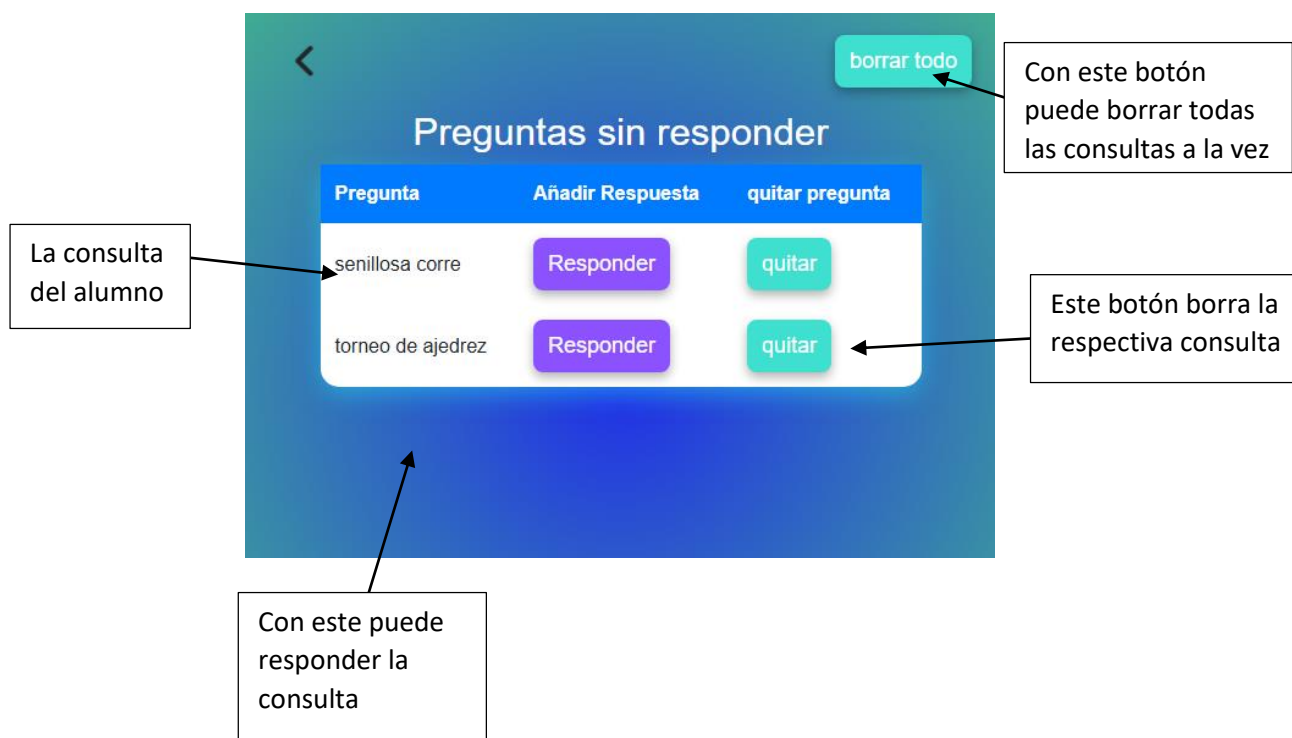 borrar todo
Con este botón
puede borrar todas
las consultas a la vez
Preguntas sin responder
Pregunta Añadir Respuesta quitar pregunta
La consulta
del alumno
senillosa corre Responder quitar
Este botón borra la
respectiva consulta
torneo de ajedrez Responder quitar
Con este puede
responder la
consulta